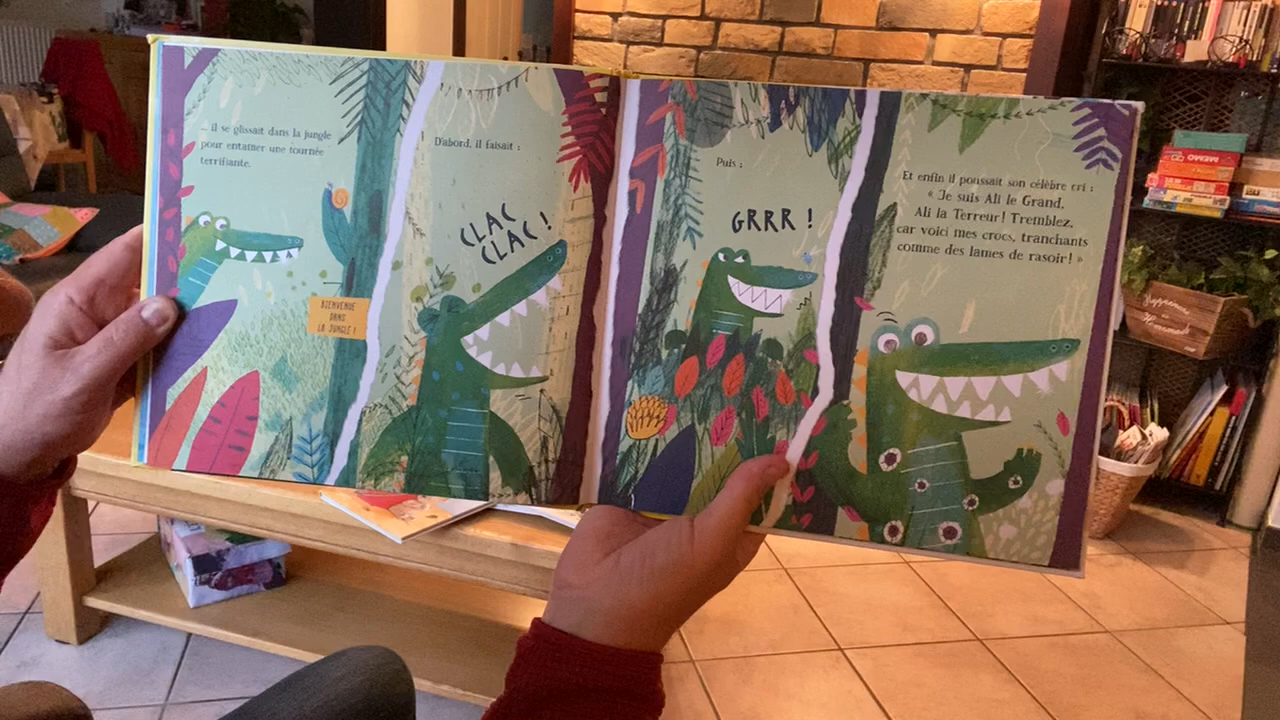 ... il se glissait dans la jungle
pour entamer une tournée
terrifiante.
BIENVENUE
DANS
LA JUNGLE !
D'abord, il faisait :
CLAC
CLAC !
Puis :
GRRR !
Et enfin il poussait son célèbre cri :
« Je suis Ali le Grand,
Ali la Terreur ! Tremblez,
car voici mes crocs, tranchants
comme des lames de rasoir ! »
MEMO
Homemade